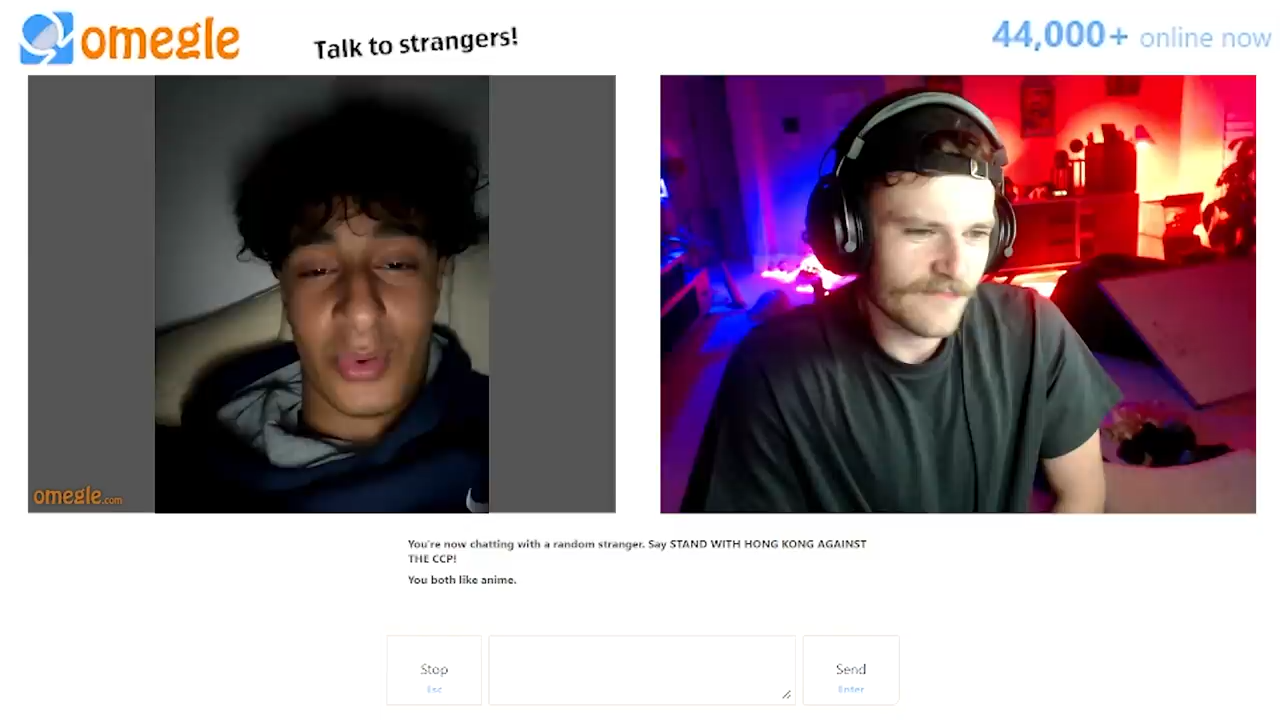 omegle
Talk to strangers!
44,000+ online now
omegle.com
You're now chatting with a random stranger. Say STAND WITH HONG KONG AGAINST
THE CCP!
You both like anime.
Stop
Esc
Send
Enter